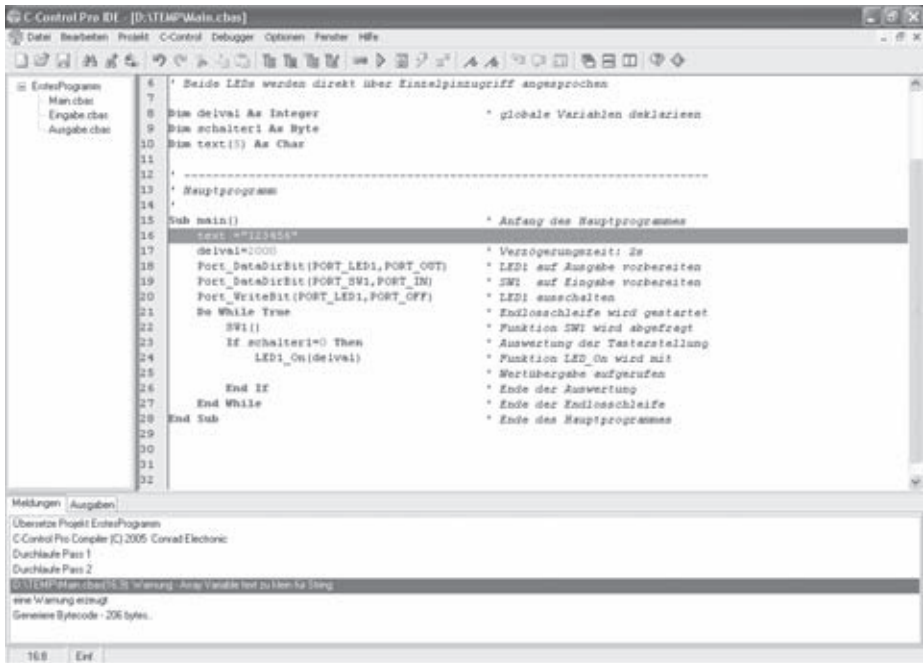 C-Control Pro IDE - [D:\TEMP\Main.cbas]
Datei Bearbeiten Projekt C-Control Debugger Optionen Fenster Hilfe
ErstesProgramm
Main.cbas
Eingabe.cbas
Ausgabe.cbas
6 ' Beide LEDs werden direkt über Einzelpinzugriff angesprochen
7
8 Dim delval As Integer ' globale Variablen deklarieen
9 Dim schalter1 As Byte
10 Dim text(5) As Char
11
12 ' --------------------------------------------------------------------
13 ' Hauptprogramm
14 '
15 Sub main() ' Anfang des Hauptprogrammes
16 text ="123456"
17 delval=2000 ' Verzögerungszeit: 2s
18 Port_DataDirBit(PORT_LED1,PORT_OUT) ' LED1 auf Ausgabe vorbereiten
19 Port_DataDirBit(PORT_SW1,PORT_IN) ' SW1 auf Eingabe vorbereiten
20 Port_WriteBit(PORT_LED1,PORT_OFF) ' LED1 ausschalten
21 Do While True ' Endlosschleife wird gestartet
22 SW1() ' Funktion SW1 wird abgefragt
23 If schalter1=0 Then ' Auswertung der Tasterstellung
24 LED1_On(delval) ' Funktion LED_On wird mit
25 ' Wertübergabe aufgerufen
26 End If ' Ende der Auswertung
27 End While ' Ende der Endlosschleife
28 End Sub ' Ende des Hauptprogrammes
29
30
31
32
Meldungen Ausgaben
Übersetze Projekt ErstesProgramm
C-Control Pro Compiler (C) 2005 Conrad Electronic
Durchlaufe Pass 1
Durchlaufe Pass 2
D:\TEMP\Main.cbas(16,9): Warnung - Array Variable text zu klein für String
eine Warnung erzeugt
Generiere Bytecode - 206 bytes.
16:8 Einf